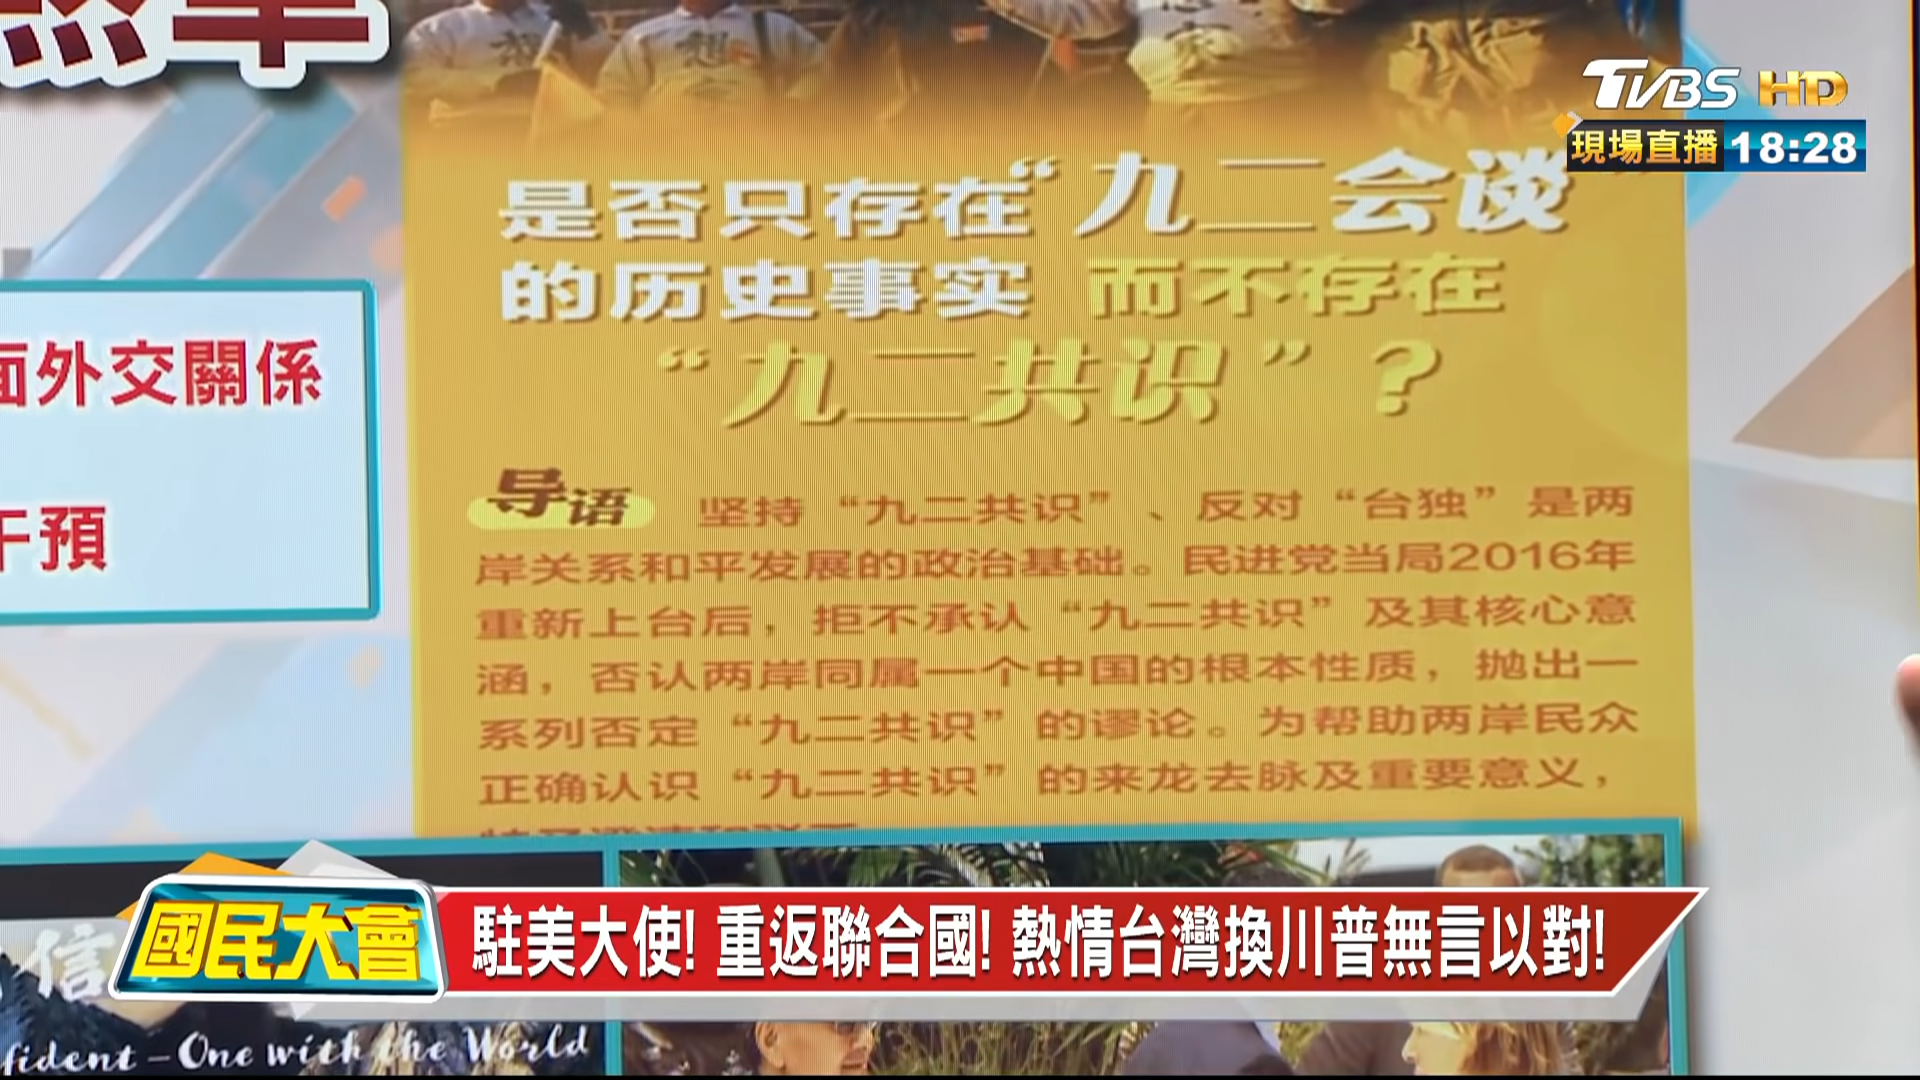 TVBS HD
現場直播 18:28
想
想
是否只存在“九二会谈”
的历史事实 而不存在
“九二共识”?
面外交關係
干預
导语 坚持“九二共识”、反对“台独”是两
岸关系和平发展的政治基础。民进党当局2016年
重新上台后，拒不承认“九二共识”及其核心意
涵，否认两岸同属一个中国的根本性质，抛出一
系列否定“九二共识”的谬论。为帮助两岸民众
正确认识“九二共识”的来龙去脉及重要意义，
國民大會
駐美大使! 重返聯合國! 熱情台灣換川普無言以對!
信
fident - One with the World